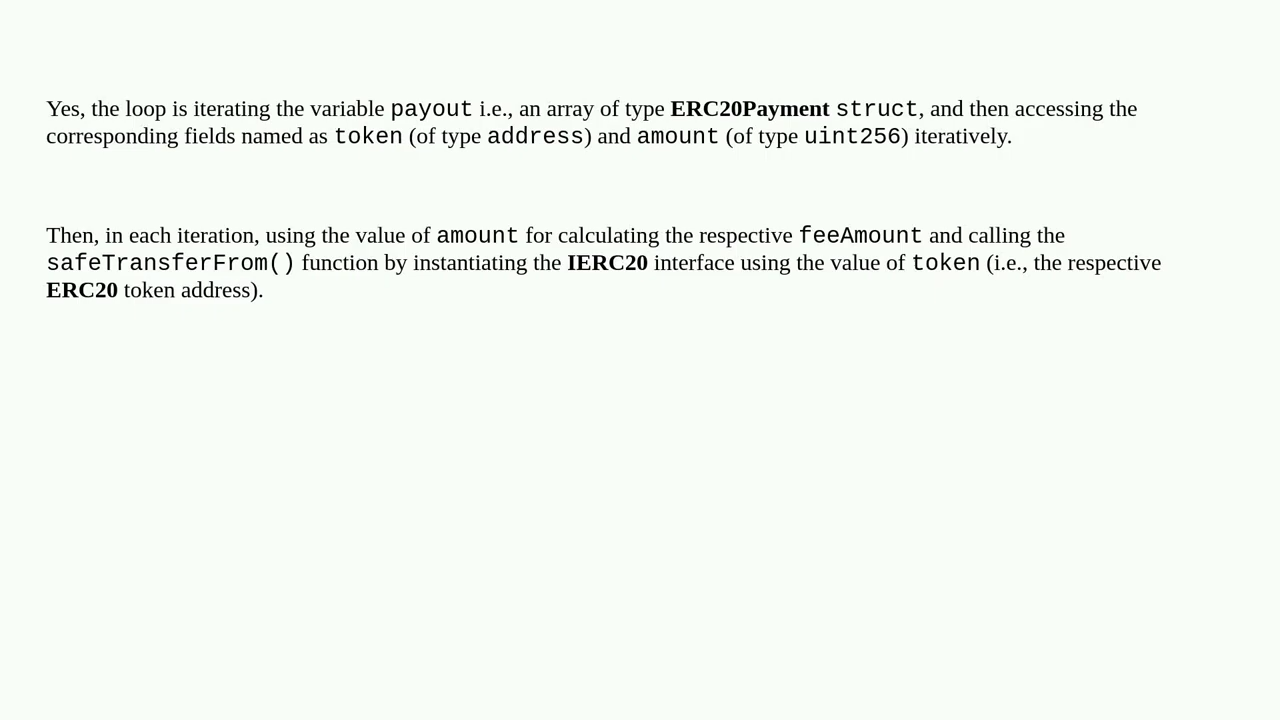 Yes, the loop is iterating the variable payout i.e., an array of type ERC20Payment struct, and then accessing the
corresponding fields named as token (of type address) and amount (of type uint256) iteratively.
Then, in each iteration, using the value of amount for calculating the respective feeAmount and calling the
safeTransferFrom() function by instantiating the IERC20 interface using the value of token (i.e., the respective
ERC20 token address).